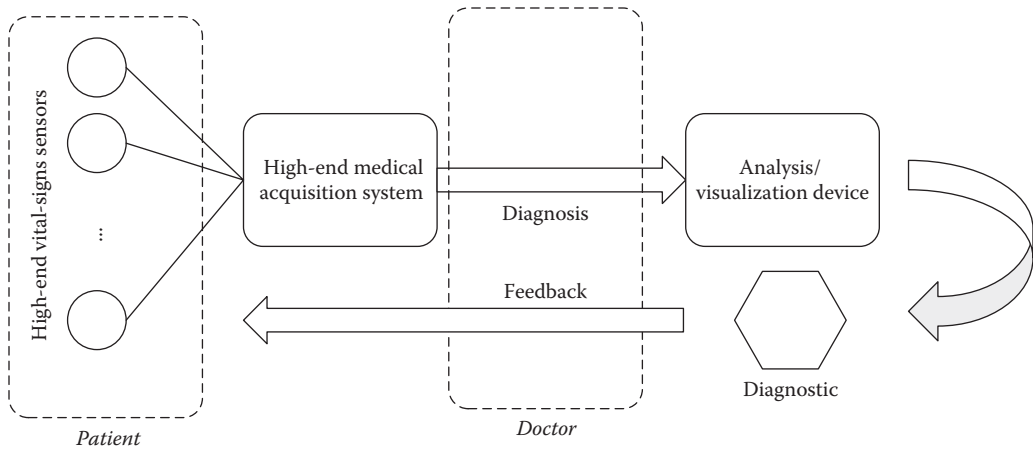 High-end vital-signs sensors
...
Patient
High-end medical
acquisition system
Diagnosis
Feedback
Doctor
Analysis/
visualization device
Diagnostic